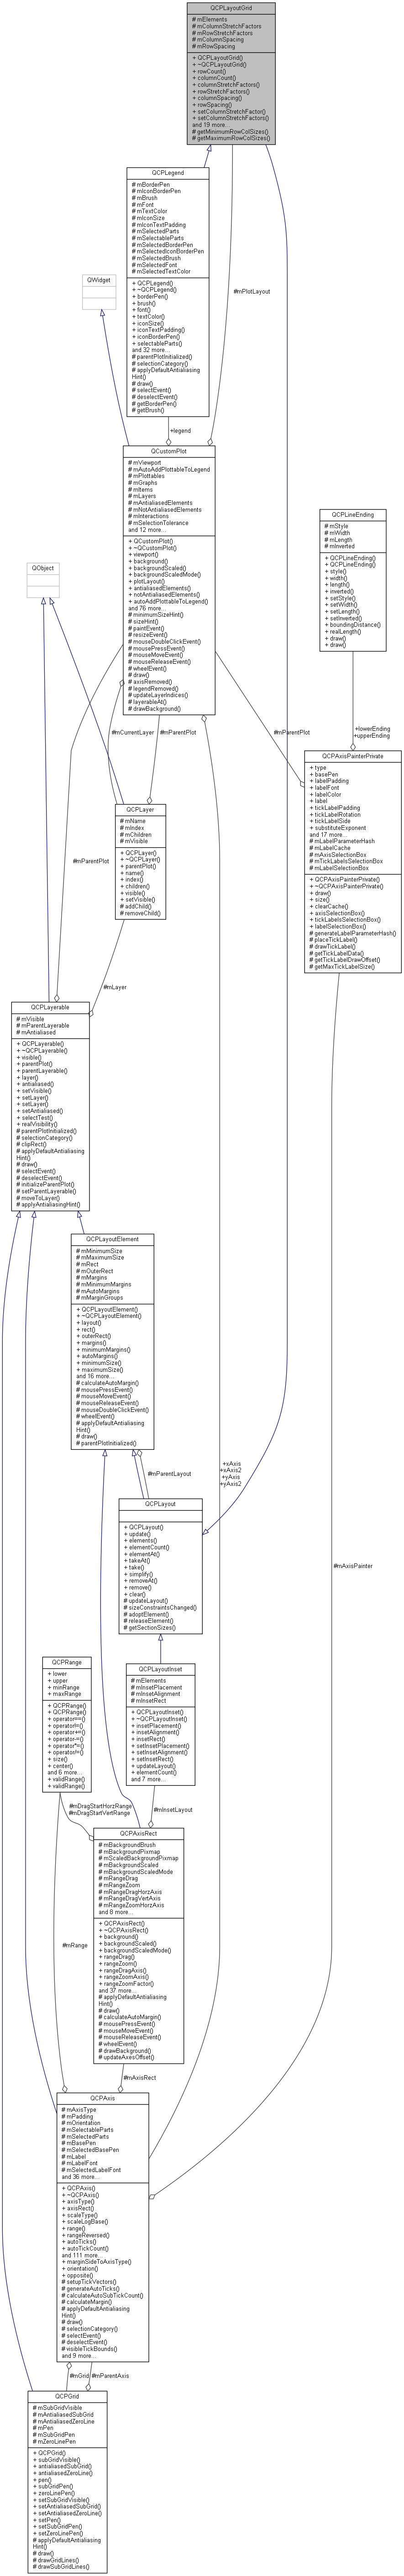 QCPLayoutGrid
# mElements
# mColumnStretchFactors
# mRowStretchFactors
# mColumnSpacing
# mRowSpacing
+ QCPLayoutGrid()
+ ~QCPLayoutGrid()
+ rowCount()
+ columnCount()
+ columnStretchFactors()
+ rowStretchFactors()
+ columnSpacing()
+ rowSpacing()
+ setColumnStretchFactor()
+ setColumnStretchFactors()
and 19 more...
# getMinimumRowColSizes()
# getMaximumRowColSizes()
QCPLegend
# mBorderPen
# mIconBorderPen
# mBrush
# mFont
# mTextColor
# mIconSize
# mIconTextPadding
# mSelectedParts
# mSelectableParts
# mSelectedBorderPen
# mSelectedIconBorderPen
# mSelectedBrush
# mSelectedFont
# mSelectedTextColor
+ QCPLegend()
+ ~QCPLegend()
+ borderPen()
+ brush()
+ font()
+ textColor()
+ iconSize()
+ iconTextPadding()
+ iconBorderPen()
+ selectableParts()
and 32 more...
# parentPlotInitialized()
# selectionCategory()
# applyDefaultAntialiasing
Hint()
# draw()
# selectEvent()
# deselectEvent()
# getBorderPen()
# getBrush()
#mPlotLayout
QWidget
+legend
QCustomPlot
# mViewport
# mAutoAddPlottableToLegend
# mPlottables
# mGraphs
# mItems
# mLayers
# mAntialiasedElements
# mNotAntialiasedElements
# mInteractions
# mSelectionTolerance
and 12 more...
+ QCustomPlot()
+ ~QCustomPlot()
+ viewport()
+ background()
+ backgroundScaled()
+ backgroundScaledMode()
+ plotLayout()
+ antialiasedElements()
+ notAntialiasedElements()
+ autoAddPlottableToLegend()
and 76 more...
# minimumSizeHint()
# sizeHint()
# paintEvent()
# resizeEvent()
# mouseDoubleClickEvent()
# mousePressEvent()
# mouseMoveEvent()
# mouseReleaseEvent()
# wheelEvent()
# draw()
# axisRemoved()
# legendRemoved()
# updateLayerIndices()
# layerableAt()
# drawBackground()
QCPLineEnding
# mStyle
# mWidth
# mLength
# mInverted
+ QCPLineEnding()
+ QCPLineEnding()
+ style()
+ width()
+ length()
+ inverted()
+ setStyle()
+ setWidth()
+ setLength()
+ setInverted()
+ boundingDistance()
+ realLength()
+ draw()
+ draw()
QObject
#mCurrentLayer
#mParentPlot
#mParentPlot
+lowerEnding
+upperEnding
QCPAxisPainterPrivate
+ type
+ basePen
+ labelPadding
+ labelFont
+ labelColor
+ label
+ tickLabelPadding
+ tickLabelRotation
+ tickLabelSide
+ substituteExponent
and 17 more...
# mLabelParameterHash
# mLabelCache
# mAxisSelectionBox
# mTickLabelsSelectionBox
# mLabelSelectionBox
+ QCPAxisPainterPrivate()
+ ~QCPAxisPainterPrivate()
+ draw()
+ size()
+ clearCache()
+ axisSelectionBox()
+ tickLabelsSelectionBox()
+ labelSelectionBox()
# generateLabelParameterHash()
# placeTickLabel()
# drawTickLabel()
# getTickLabelData()
# getTickLabelDrawOffset()
# getMaxTickLabelSize()
QCPLayer
# mName
# mIndex
# mChildren
# mVisible
+ QCPLayer()
+ ~QCPLayer()
+ parentPlot()
+ name()
+ index()
+ children()
+ visible()
+ setVisible()
# addChild()
# removeChild()
#mParentPlot
#mLayer
QCPLayerable
# mVisible
# mParentLayerable
# mAntialiased
+ QCPLayerable()
+ ~QCPLayerable()
+ visible()
+ parentPlot()
+ parentLayerable()
+ layer()
+ antialiased()
+ setVisible()
+ setLayer()
+ setLayer()
+ setAntialiased()
+ selectTest()
+ realVisibility()
# parentPlotInitialized()
# selectionCategory()
# clipRect()
# applyDefaultAntialiasing
Hint()
# draw()
# selectEvent()
# deselectEvent()
# initializeParentPlot()
# setParentLayerable()
# moveToLayer()
# applyAntialiasingHint()
QCPLayoutElement
# mMinimumSize
# mMaximumSize
# mRect
# mOuterRect
# mMargins
# mMinimumMargins
# mAutoMargins
# mMarginGroups
+ QCPLayoutElement()
+ ~QCPLayoutElement()
+ layout()
+ rect()
+ outerRect()
+ margins()
+ minimumMargins()
+ autoMargins()
+ minimumSize()
+ maximumSize()
and 16 more...
# calculateAutoMargin()
# mousePressEvent()
# mouseMoveEvent()
# mouseReleaseEvent()
# mouseDoubleClickEvent()
# wheelEvent()
# applyDefaultAntialiasing
Hint()
# draw()
# parentPlotInitialized()
#mParentLayout
+xAxis
+xAxis2
+yAxis
+yAxis2
QCPLayout
+ QCPLayout()
+ update()
+ elements()
+ elementCount()
+ elementAt()
+ takeAt()
+ take()
+ simplify()
+ removeAt()
+ remove()
+ clear()
# updateLayout()
# sizeConstraintsChanged()
# adoptElement()
# releaseElement()
# getSectionSizes()
#mAxisPainter
QCPRange
+ lower
+ upper
+ minRange
+ maxRange
+ QCPRange()
+ QCPRange()
+ operator==()
+ operator!=()
+ operator+=()
+ operator-=()
+ operator*=()
+ operator/=()
+ size()
+ center()
and 6 more...
+ validRange()
+ validRange()
QCPLayoutInset
# mElements
# mInsetPlacement
# mInsetAlignment
# mInsetRect
+ QCPLayoutInset()
+ ~QCPLayoutInset()
+ insetPlacement()
+ insetAlignment()
+ insetRect()
+ setInsetPlacement()
+ setInsetAlignment()
+ setInsetRect()
+ updateLayout()
+ elementCount()
and 7 more...
#mDragStartHorzRange
#mDragStartVertRange
#mInsetLayout
QCPAxisRect
# mBackgroundBrush
# mBackgroundPixmap
# mScaledBackgroundPixmap
# mBackgroundScaled
# mBackgroundScaledMode
# mRangeDrag
# mRangeZoom
# mRangeDragHorzAxis
# mRangeDragVertAxis
# mRangeZoomHorzAxis
and 8 more...
+ QCPAxisRect()
+ ~QCPAxisRect()
+ background()
+ backgroundScaled()
+ backgroundScaledMode()
+ rangeDrag()
+ rangeZoom()
+ rangeDragAxis()
+ rangeZoomAxis()
+ rangeZoomFactor()
and 37 more...
# applyDefaultAntialiasing
Hint()
# draw()
# calculateAutoMargin()
# mousePressEvent()
# mouseMoveEvent()
# mouseReleaseEvent()
# wheelEvent()
# drawBackground()
# updateAxesOffset()
#mRange
#mAxisRect
QCPAxis
# mAxisType
# mPadding
# mOrientation
# mSelectableParts
# mSelectedParts
# mBasePen
# mSelectedBasePen
# mLabel
# mLabelFont
# mSelectedLabelFont
and 36 more...
+ QCPAxis()
+ ~QCPAxis()
+ axisType()
+ axisRect()
+ scaleType()
+ scaleLogBase()
+ range()
+ rangeReversed()
+ autoTicks()
+ autoTickCount()
and 111 more...
+ marginSideToAxisType()
+ orientation()
+ opposite()
# setupTickVectors()
# generateAutoTicks()
# calculateAutoSubTickCount()
# calculateMargin()
# applyDefaultAntialiasing
Hint()
# draw()
# selectionCategory()
# selectEvent()
# deselectEvent()
# visibleTickBounds()
and 9 more...
#mGrid
#mParentAxis
QCPGrid
# mSubGridVisible
# mAntialiasedSubGrid
# mAntialiasedZeroLine
# mPen
# mSubGridPen
# mZeroLinePen
+ QCPGrid()
+ subGridVisible()
+ antialiasedSubGrid()
+ antialiasedZeroLine()
+ pen()
+ subGridPen()
+ zeroLinePen()
+ setSubGridVisible()
+ setAntialiasedSubGrid()
+ setAntialiasedZeroLine()
+ setPen()
+ setSubGridPen()
+ setZeroLinePen()
# applyDefaultAntialiasing
Hint()
# draw()
# drawGridLines()
# drawSubGridLines()